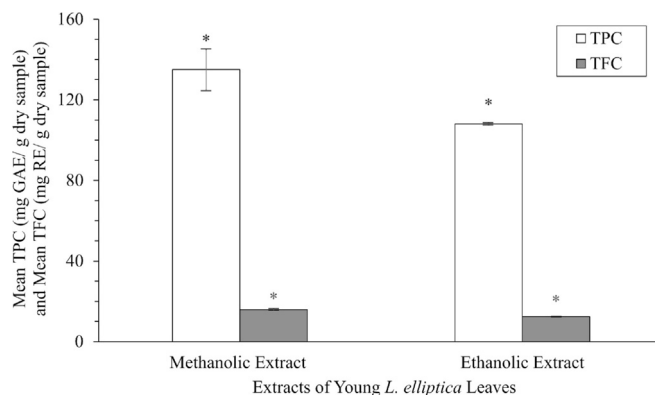 Mean TPC (mg GAE/ g dry sample)
and Mean TFC (mg RE/ g dry sample)
160
120
80
40
0
*
*
*
*
TPC
TFC
Methanolic Extract
Ethanolic Extract
Extracts of Young L. elliptica Leaves